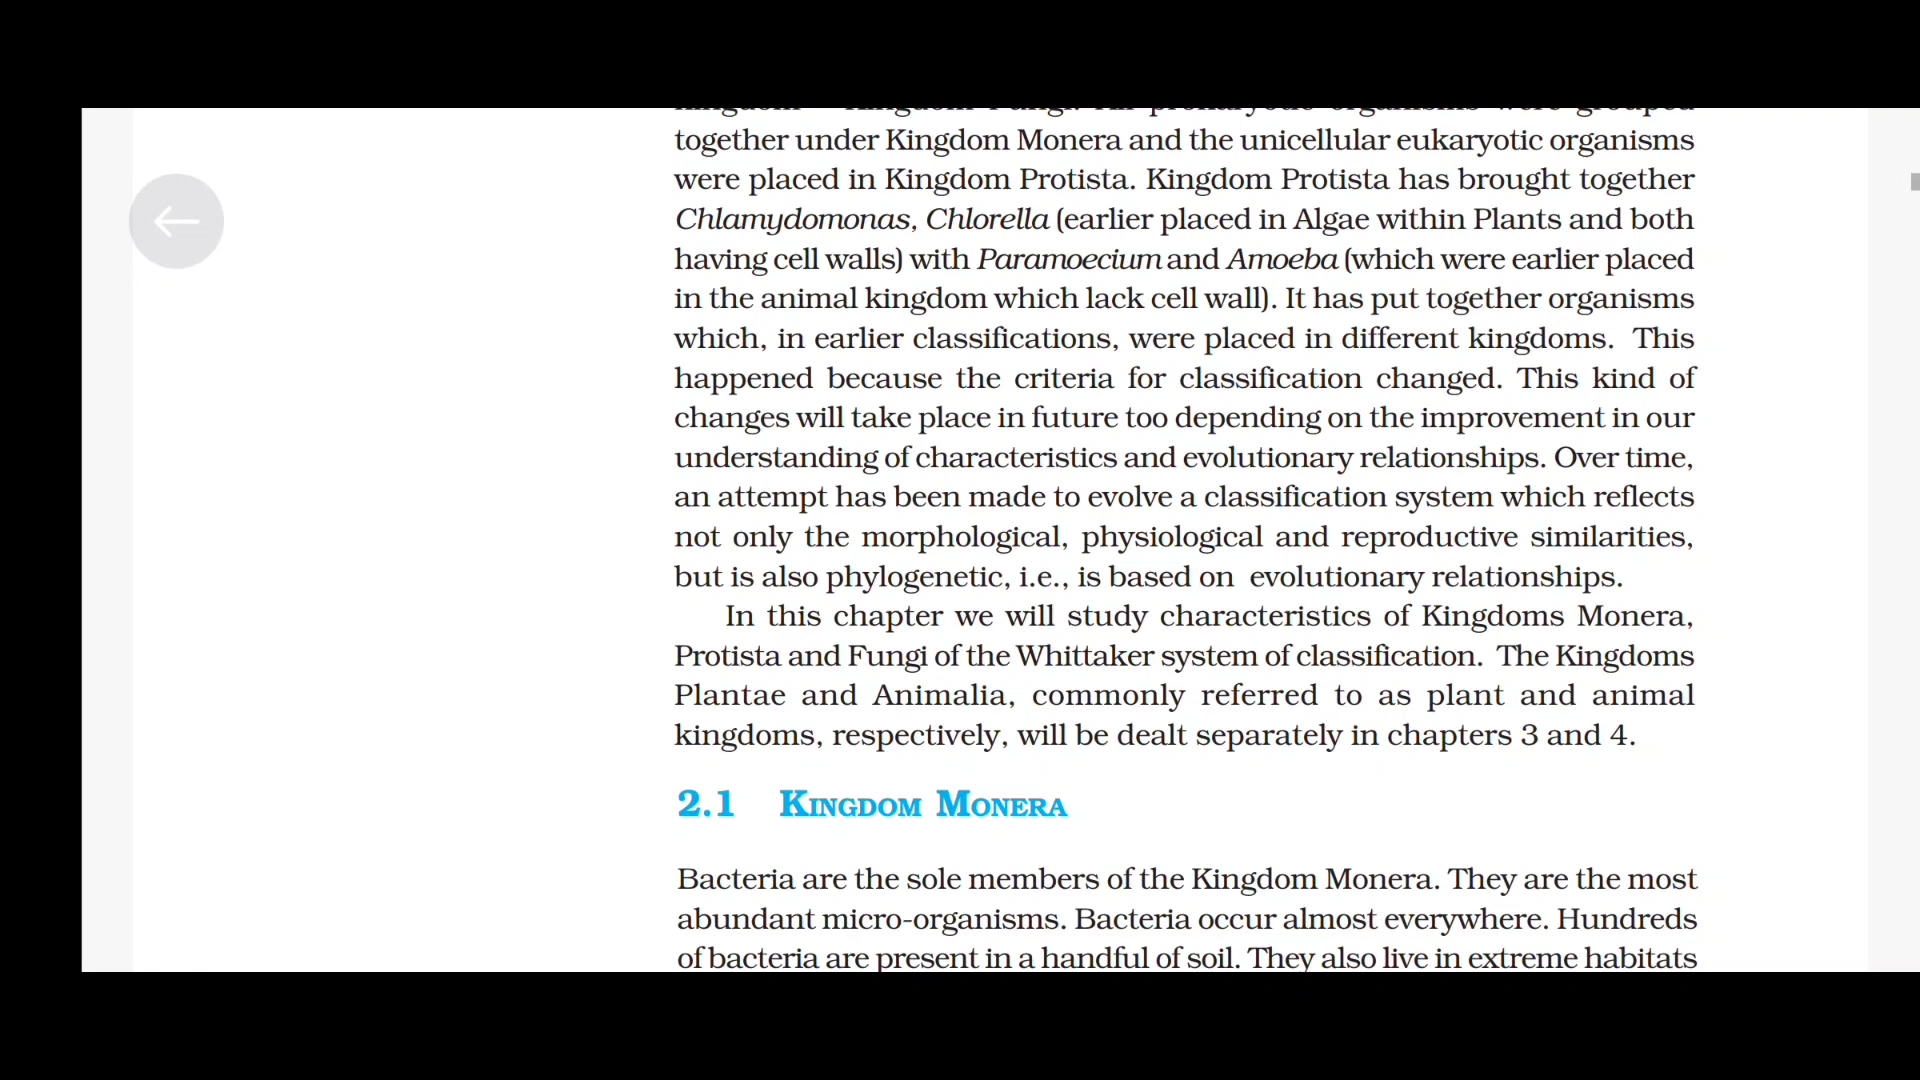 together under Kingdom Monera and the unicellular eukaryotic organisms
were placed in Kingdom Protista. Kingdom Protista has brought together
Chlamydomonas, Chlorella (earlier placed in Algae within Plants and both
having cell walls) with Paramoecium and Amoeba (which were earlier placed
in the animal kingdom which lack cell wall). It has put together organisms
which, in earlier classifications, were placed in different kingdoms. This
happened because the criteria for classification changed. This kind of
changes will take place in future too depending on the improvement in our
understanding of characteristics and evolutionary relationships. Over time,
an attempt has been made to evolve a classification system which reflects
not only the morphological, physiological and reproductive similarities,
but is also phylogenetic, i.e., is based on evolutionary relationships.
In this chapter we will study characteristics of Kingdoms Monera,
Protista and Fungi of the Whittaker system of classification. The Kingdoms
Plantae and Animalia, commonly referred to as plant and animal
kingdoms, respectively, will be dealt separately in chapters 3 and 4.
2.1 Kingdom Monera
Bacteria are the sole members of the Kingdom Monera. They are the most
abundant micro-organisms. Bacteria occur almost everywhere. Hundreds
of bacteria are present in a handful of soil. They also live in extreme habitats